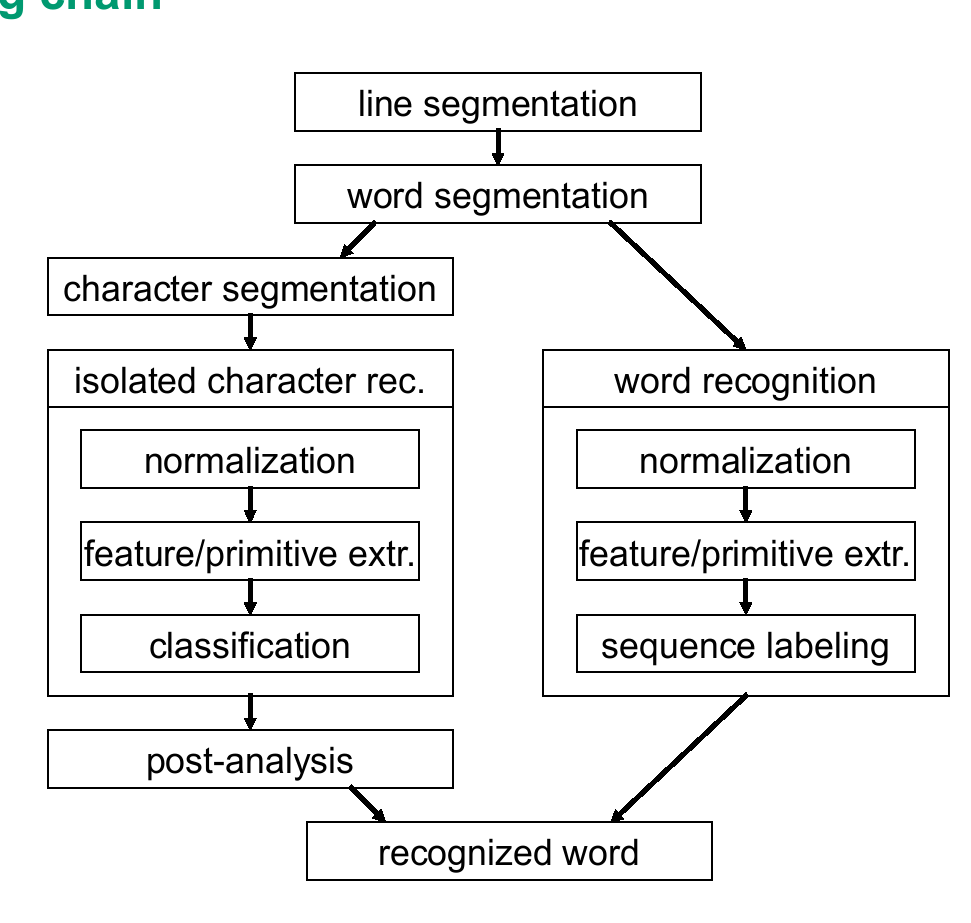 g chain
line segmentation
word segmentation
character segmentation
isolated character rec.
normalization
feature/primitive extr.
classification
post-analysis
word recognition
normalization
feature/primitive extr.
sequence labeling
recognized word